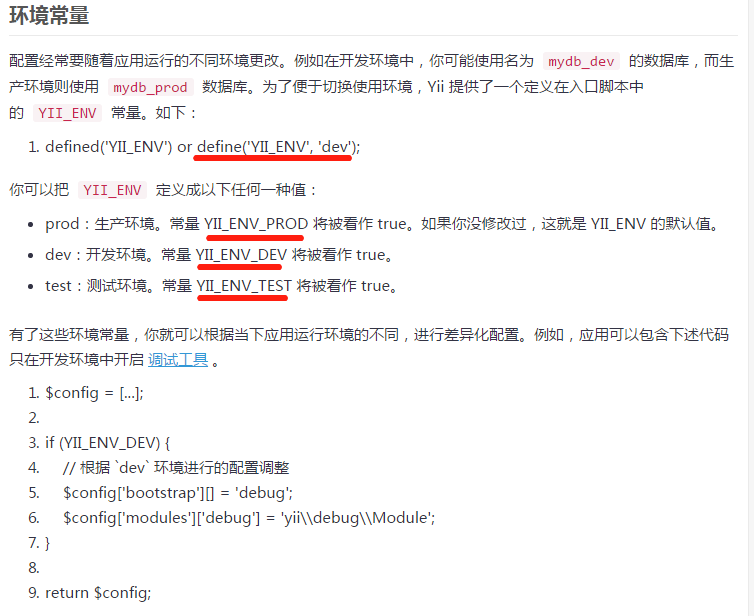 环境常量
配置经常要随着应用运行的不同环境更改。例如在开发环境中，你可能使用名为 mydb_dev 的数据库，而生
产环境则使用 mydb_prod 数据库。为了便于切换使用环境，Yii 提供了一个定义在入口脚本中
的 YII_ENV 常量。如下：
1. defined('YII_ENV') or define('YII_ENV', 'dev');
你可以把 YII_ENV 定义成以下任何一种值：
• prod：生产环境。常量 YII_ENV_PROD 将被看作 true。如果你没修改过，这就是 YII_ENV 的默认值。
• dev：开发环境。常量 YII_ENV_DEV 将被看作 true。
• test：测试环境。常量 YII_ENV_TEST 将被看作 true。
有了这些环境常量，你就可以根据当下应用运行环境的不同，进行差异化配置。例如，应用可以包含下述代码
只在开发环境中开启 调试工具 。
1. $config = [...];
2.
3. if (YII_ENV_DEV) {
4. // 根据 `dev` 环境进行的配置调整
5. $config['bootstrap'][] = 'debug';
6. $config['modules']['debug'] = 'yii\\debug\\Module';
7. }
8.
9. return $config;